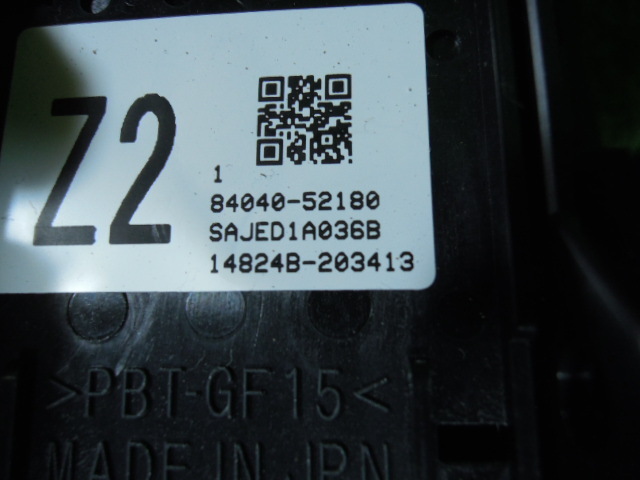 Z2
1
84040-52180
SAJED1A036B
14824B-203413
>PBT-GF15<
MADE IN JPN